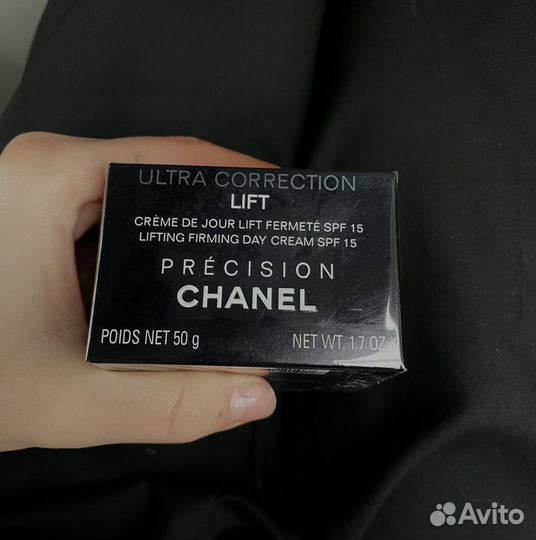 ULTRA CORRECTION
LIFT
CRÈME DE JOUR LIFT FERMETÉ SPF 15
LIFTING FIRMING DAY CREAM SPF 15
PRÉCISION
CHANEL
POIDS NET 50 g NET WT. 1.7 OZ
Avito